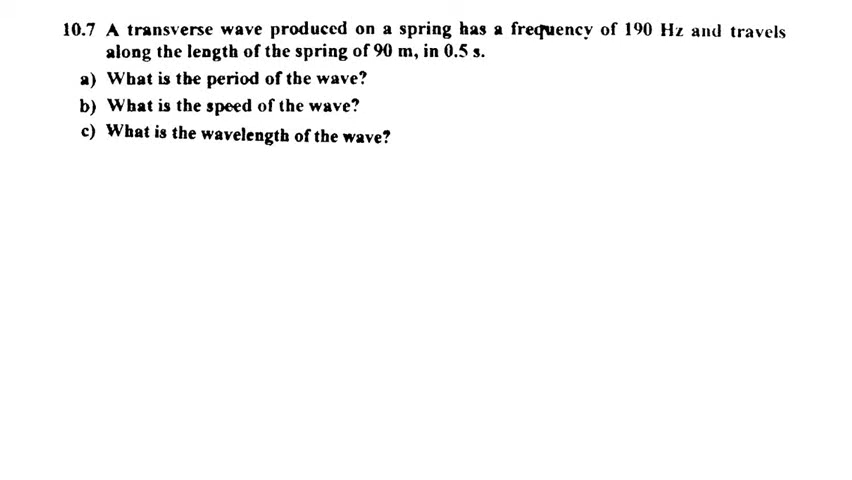 10.7 A transverse wave produced on a spring has a frequency of 190 Hz and travels
along the length of the spring of 90 m, in 0.5 s.
a) What is the period of the wave?
b) What is the speed of the wave?
c) What is the wavelength of the wave?